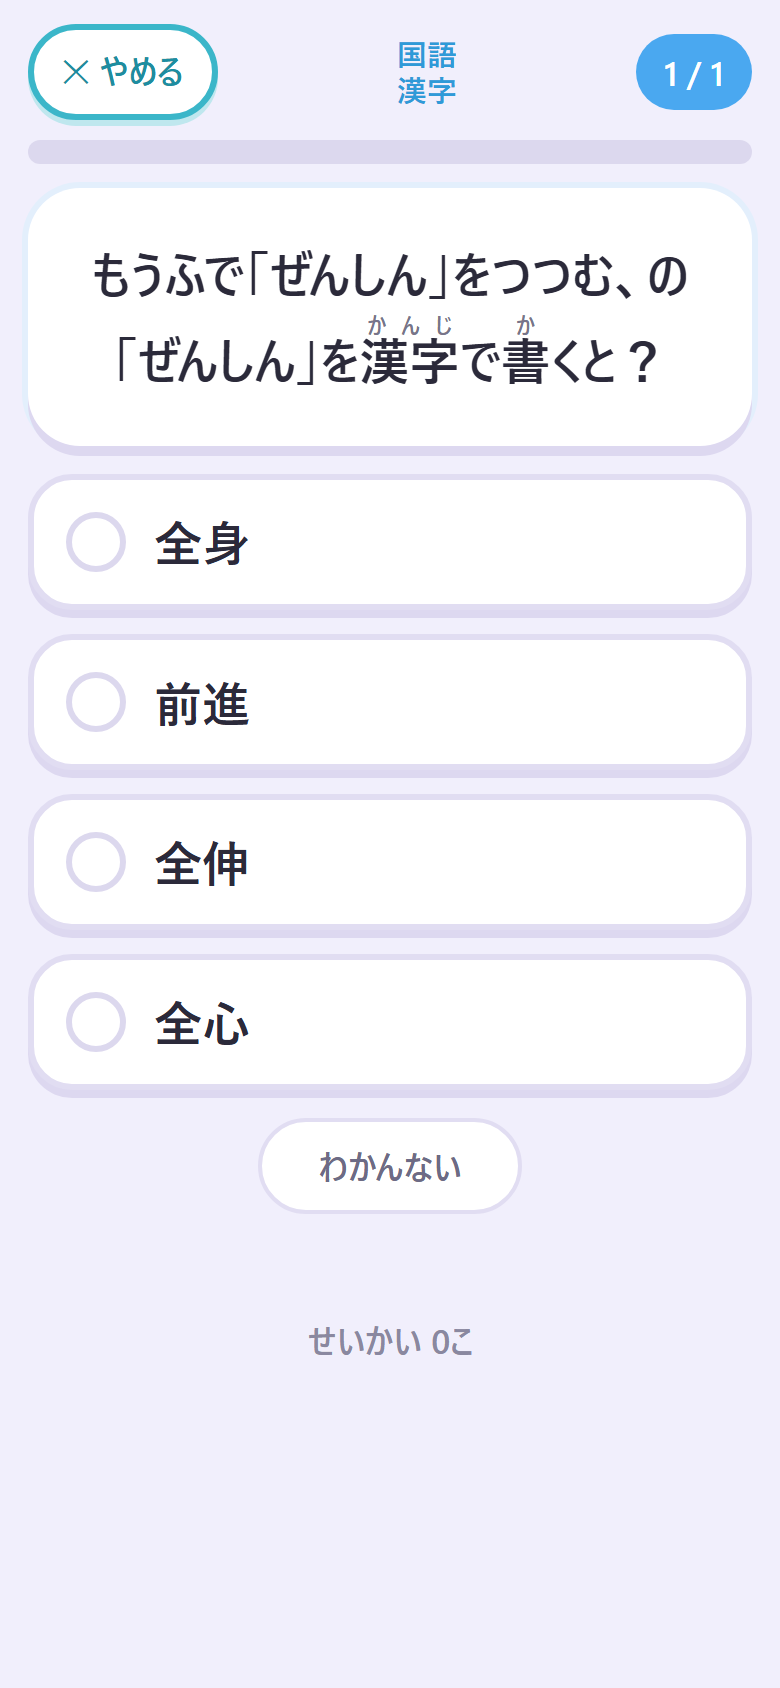 × やめる
国語
漢字
1 / 1
もうふで「ぜんしん」をつつむ、の
かんじ か
「ぜんしん」を漢字で書くと？
全身
前進
全伸
全心
わかんない
せいかい 0こ